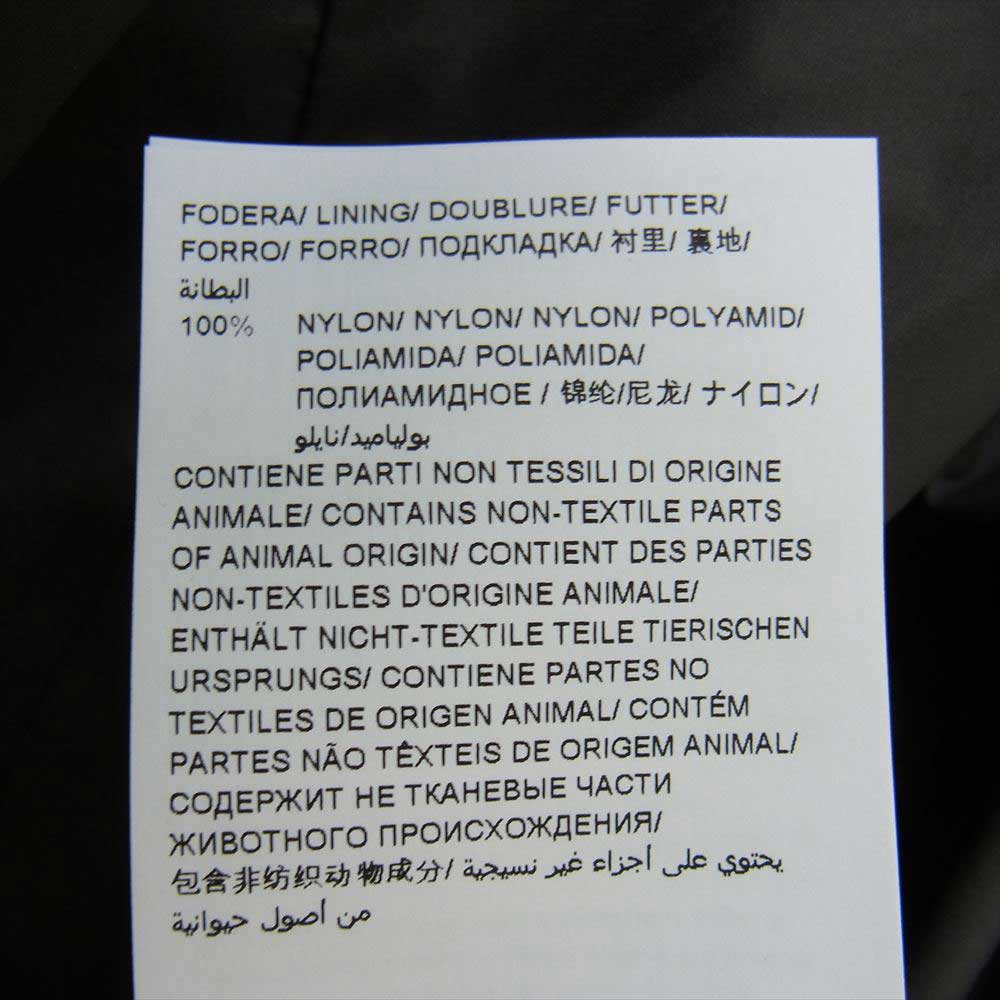 FODERA/ LINING/ DOUBLURE/ FUTTER/
FORRO/ FORRO/ ПОДКЛАДКА/ 衬里/ 裏地/
البطانة
100% NYLON/ NYLON/ NYLON/ POLYAMID/
POLIAMIDA/ POLIAMIDA/
ПОЛИАМИДНОЕ / 锦纶/尼龙/ ナイロン/
بولياميد/نايلو
CONTIENE PARTI NON TESSILI DI ORIGINE
ANIMALE/ CONTAINS NON-TEXTILE PARTS
OF ANIMAL ORIGIN/ CONTIENT DES PARTIES
NON-TEXTILES D'ORIGINE ANIMALE/
ENTHÄLT NICHT-TEXTILE TEILE TIERISCHEN
URSPRUNGS/ CONTIENE PARTES NO
TEXTILES DE ORIGEN ANIMAL/ CONTÉM
PARTES NÃO TÊXTEIS DE ORIGEM ANIMAL/
СОДЕРЖИТ НЕ ТКАНЕВЫЕ ЧАСТИ
ЖИВОТНОГО ПРОИСХОЖДЕНИЯ/
包含非纺织动物成分/ يحتوي على أجزاء غير نسيجية
من أصول حيوانية